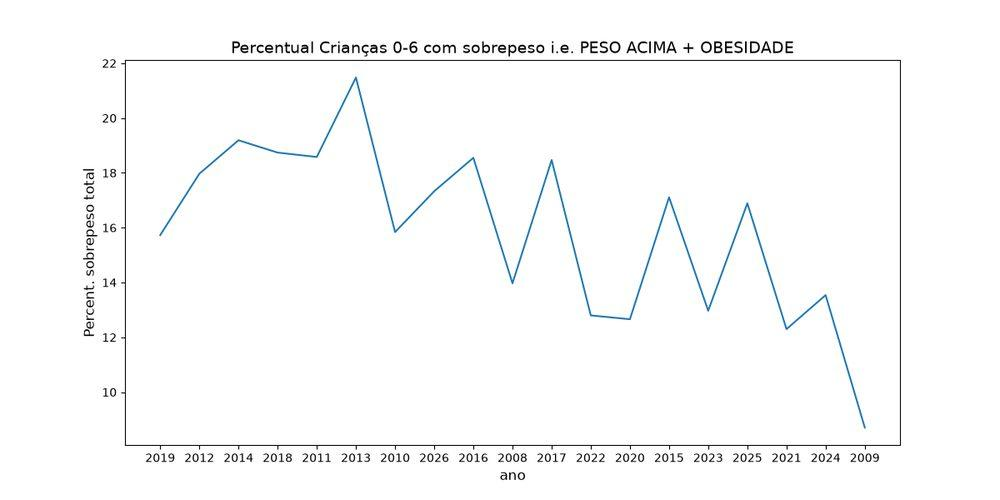 Percentual Crianças 0-6 com sobrepeso i.e. PESO ACIMA + OBESIDADE
22
20
18
16
14
12
10
Percent. sobrepeso total
2019 2012 2014 2018 2011 2013 2010 2026 2016 2008 2017 2022 2020 2015 2023 2025 2021 2024 2009
ano